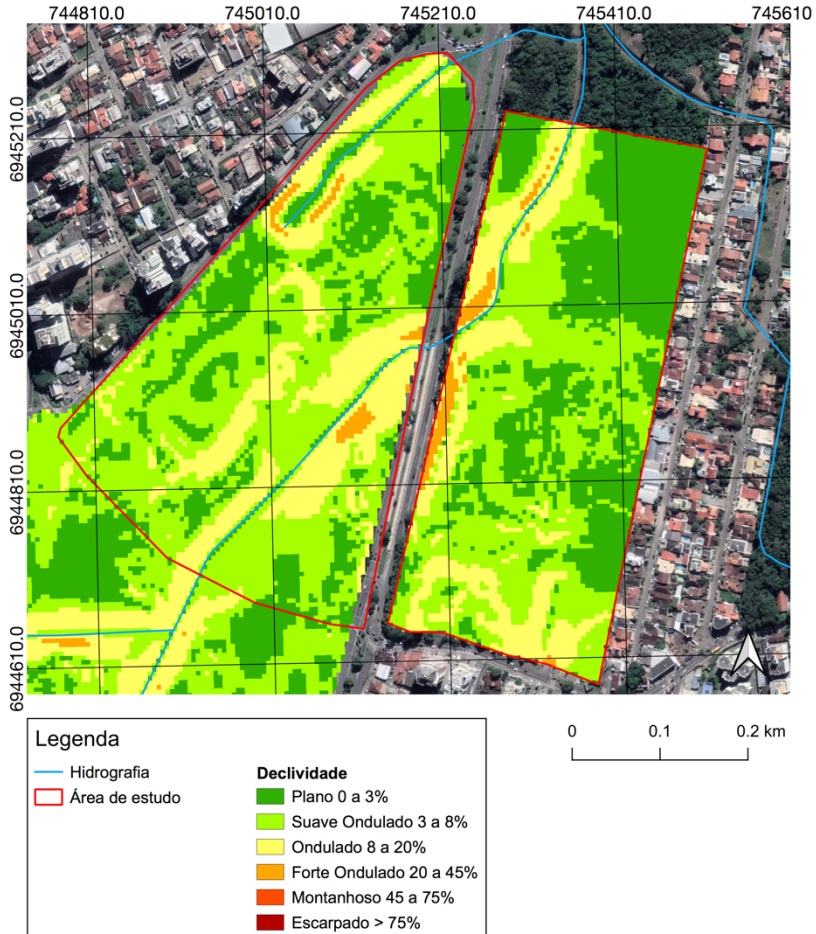 744810.0 745010.0 745210.0 745410.0 745610
6945210.0
6945010.0
6944810.0
6944610.0
Legenda
Hidrografia
Área de estudo
Declividade
Plano 0 a 3%
Suave Ondulado 3 a 8%
Ondulado 8 a 20%
Forte Ondulado 20 a 45%
Montanhoso 45 a 75%
Escarpado > 75%
0 0.1 0.2 km